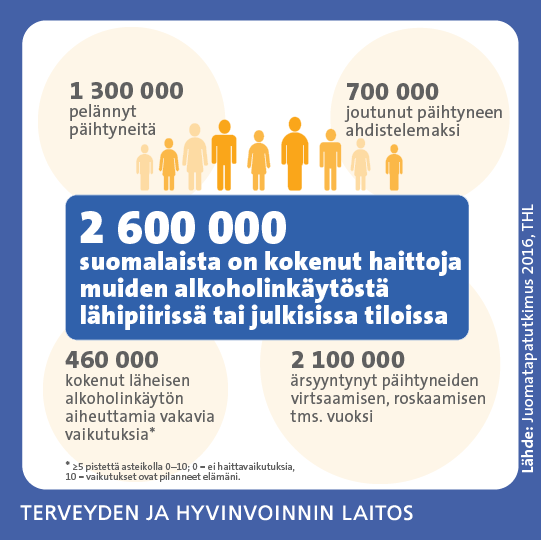 1 300 000
pelännyt
päihtyneitä
700 000
joutunut päihtyneen
ahdistelemaksi
2 600 000
suomalaista on kokenut haittoja
muiden alkoholinkäytöstä
lähipiirissä tai julkisissa tiloissa
460 000
kokenut läheisen
alkoholinkäytön
aiheuttamia vakavia
vaikutuksia*
2 100 000
ärsyyntynyt päihtyneiden
virtsaamisen, roskaamisen
tms. vuoksi
* ≥5 pistettä asteikolla 0–10; 0 = ei haittavaikutuksia,
10 = vaikutukset ovat pilanneet elämäni.
Lähde: Juomatapatutkimus 2016, THL
TERVEYDEN JA HYVINVOINNIN LAITOS